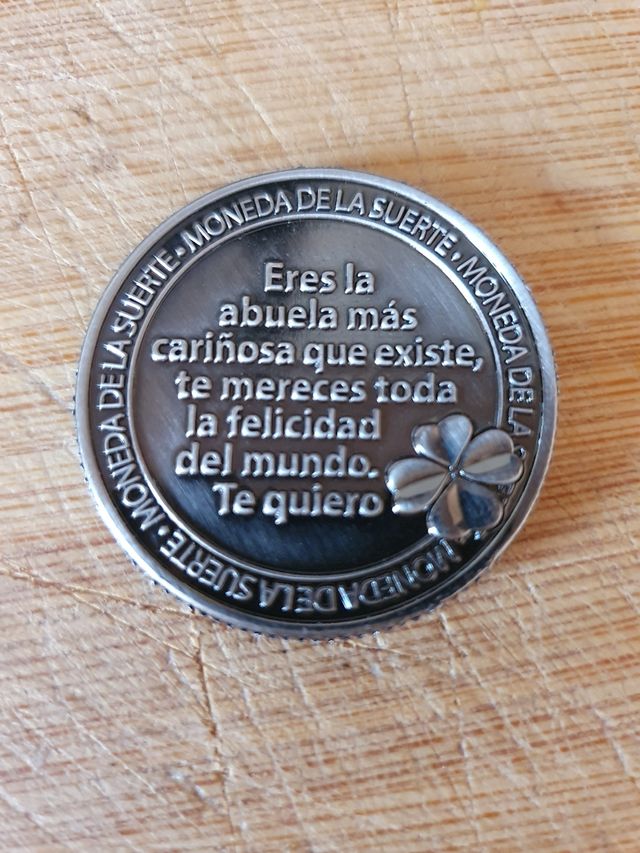 MONEDA DE LA SUERTE • MONEDA DE LA SUERTE • MONEDA DE LA
MONEDA DE LA SUERTE •
Eres la
abuela más
cariñosa que existe,
te mereces toda
la felicidad
del mundo.
Te quiero